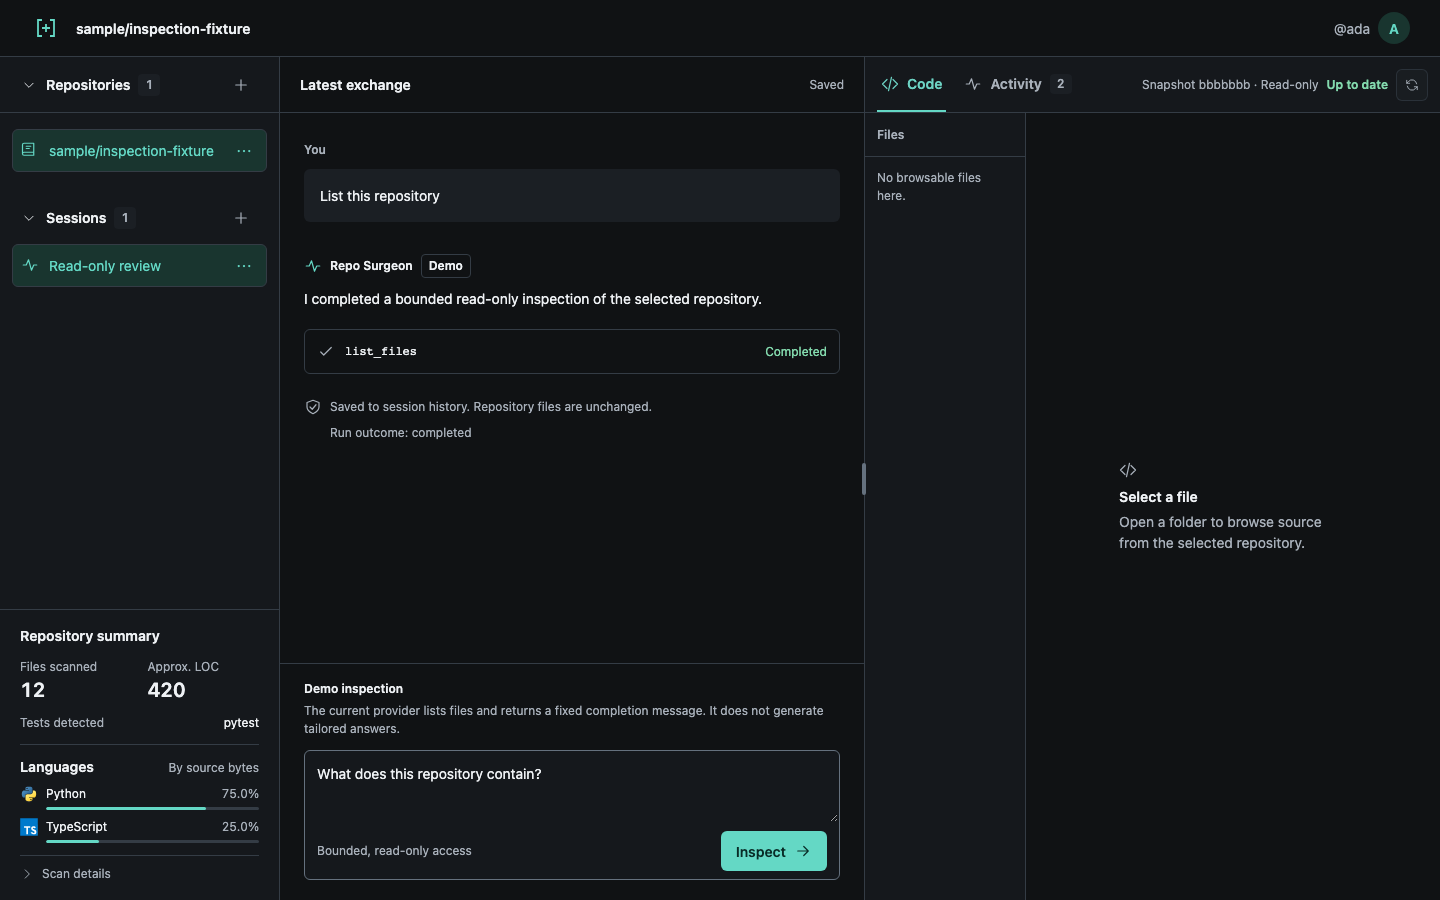 sample/inspection-fixture
@ada
A
Repositories 1
sample/inspection-fixture
Sessions 1
Read-only review
Repository summary
Files scanned
Approx. LOC
12
420
Tests detected
pytest
Languages
By source bytes
Python
75.0%
TS
TypeScript
25.0%
Scan details
Latest exchange
Saved
You
List this repository
Repo Surgeon Demo
I completed a bounded read-only inspection of the selected repository.
list_files
Completed
Saved to session history. Repository files are unchanged.
Run outcome: completed
Demo inspection
The current provider lists files and returns a fixed completion message. It does not generate
tailored answers.
What does this repository contain?
Bounded, read-only access
Inspect
Code
Activity 2
Snapshot bbbbbbb · Read-only Up to date
Files
No browsable files
here.
Select a file
Open a folder to browse source
from the selected repository.